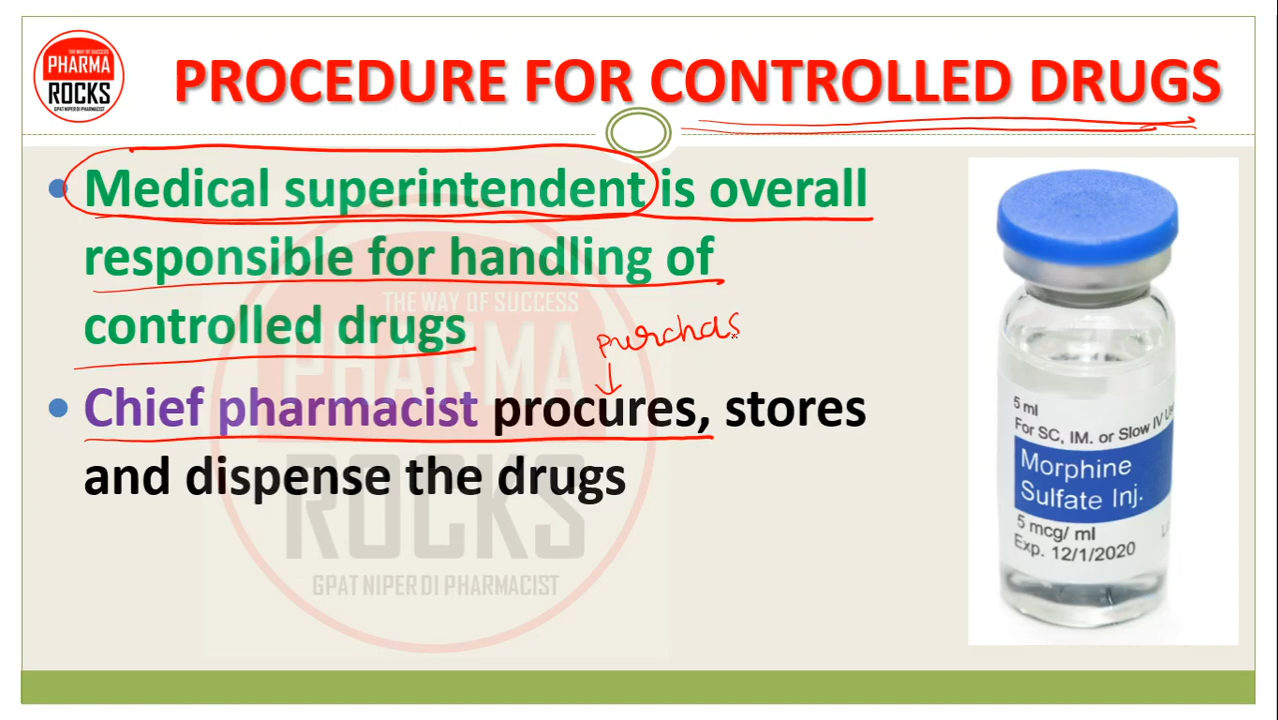 THE WAY OF SUCCESS
PHARMA
ROCKS
GPAT NIPER DI PHARMACIST
PROCEDURE FOR CONTROLLED DRUGS
Medical superintendent is overall
responsible for handling of
controlled drugs
purchas
Chief pharmacist procures, stores
and dispense the drugs
THE WAY OF SUCCESS
PHARMA
ROCKS
GPAT NIPER DI PHARMACIST
5 ml
For SC, IM. or Slow IV
Morphine
Sulfate Inj.
5 mcg/ ml
Exp. 12/1/2020